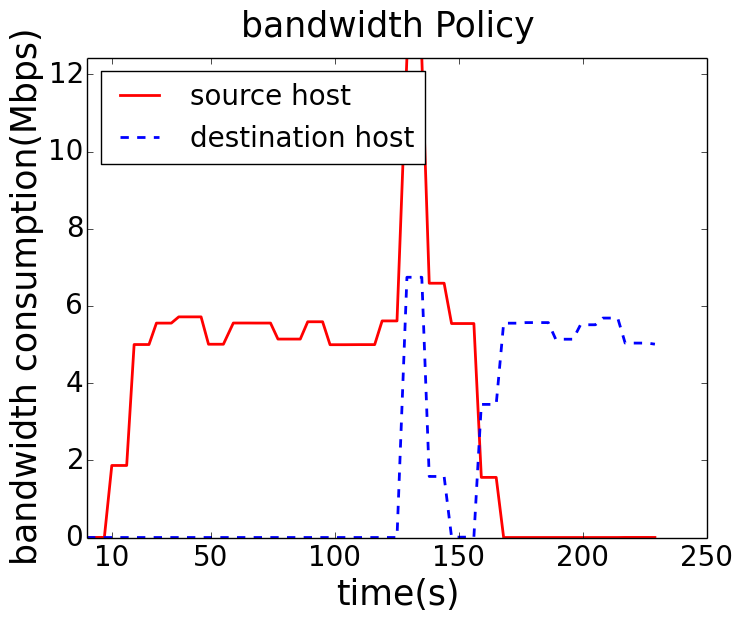 bandwidth Policy
bandwidth consumption(Mbps)
12
10
8
6
4
2
0
source host
destination host
10 50 100 150 200 250
time(s)